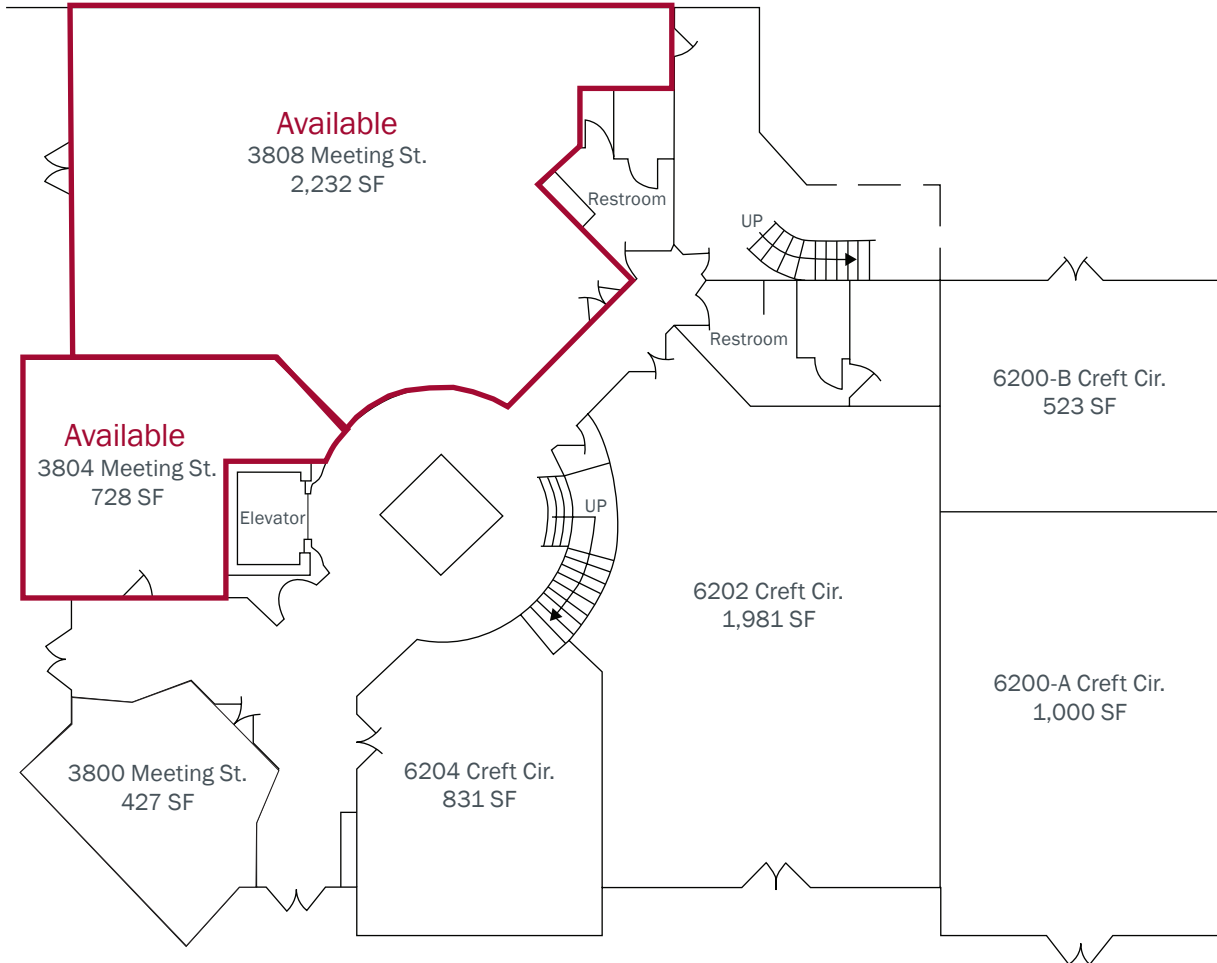 Available
3808 Meeting St.
2,232 SF
Restroom
UP
Restroom
6200-B Creft Cir.
523 SF
Available
3804 Meeting St.
728 SF
Elevator
UP
6202 Creft Cir.
1,981 SF
6200-A Creft Cir.
1,000 SF
3800 Meeting St.
427 SF
6204 Creft Cir.
831 SF